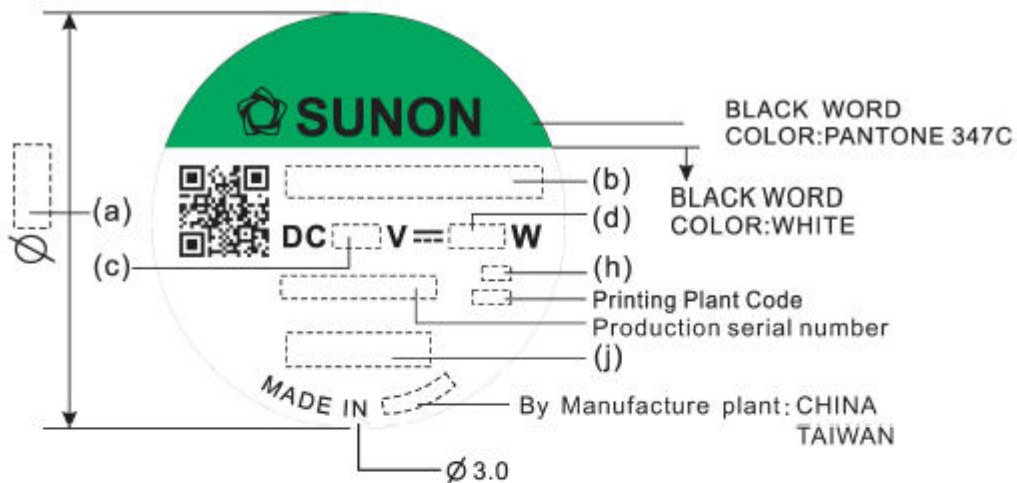 SUNON
BLACK WORD
COLOR:PANTONE 347C
(b)
BLACK WORD
COLOR:WHITE
(a)
Ø
(d)
DC V W
(c)
(h)
Printing Plant Code
Production serial number
(j)
MADE IN
By Manufacture plant: CHINA
TAIWAN
Ø 3.0